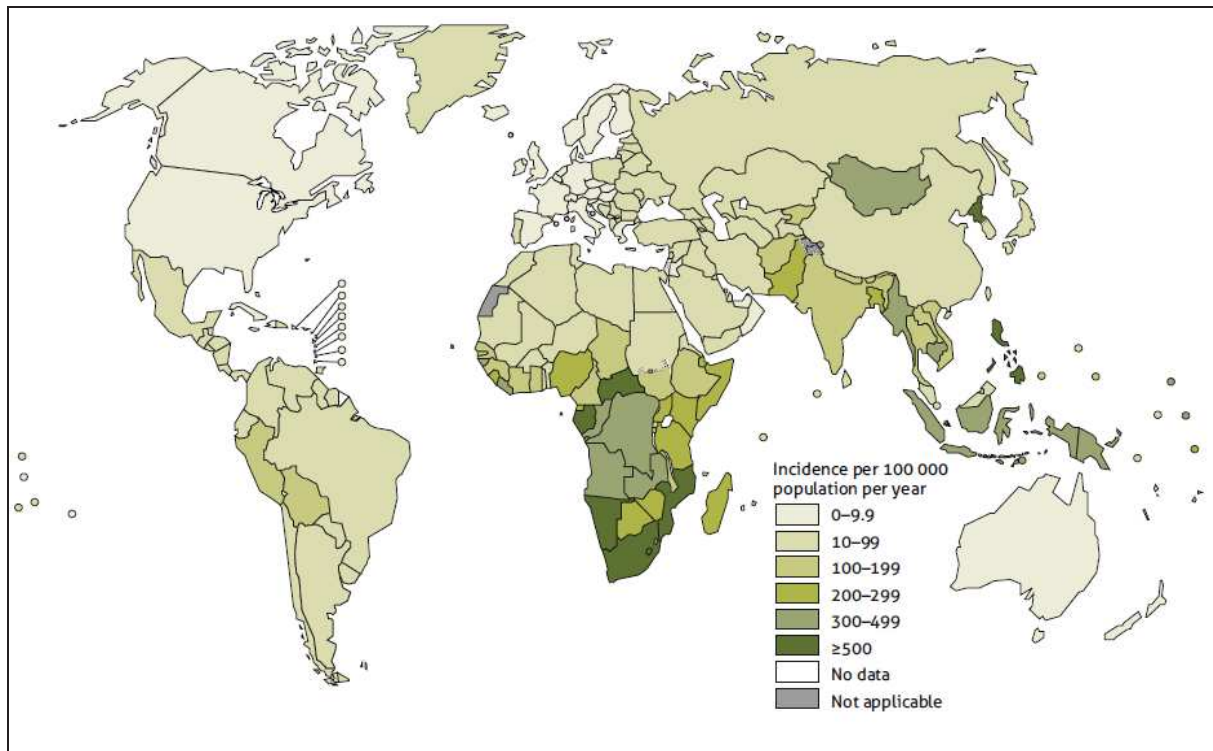 Incidence per 100 000
population per year
0–9.9
10–99
100–199
200–299
300–499
≥500
No data
Not applicable